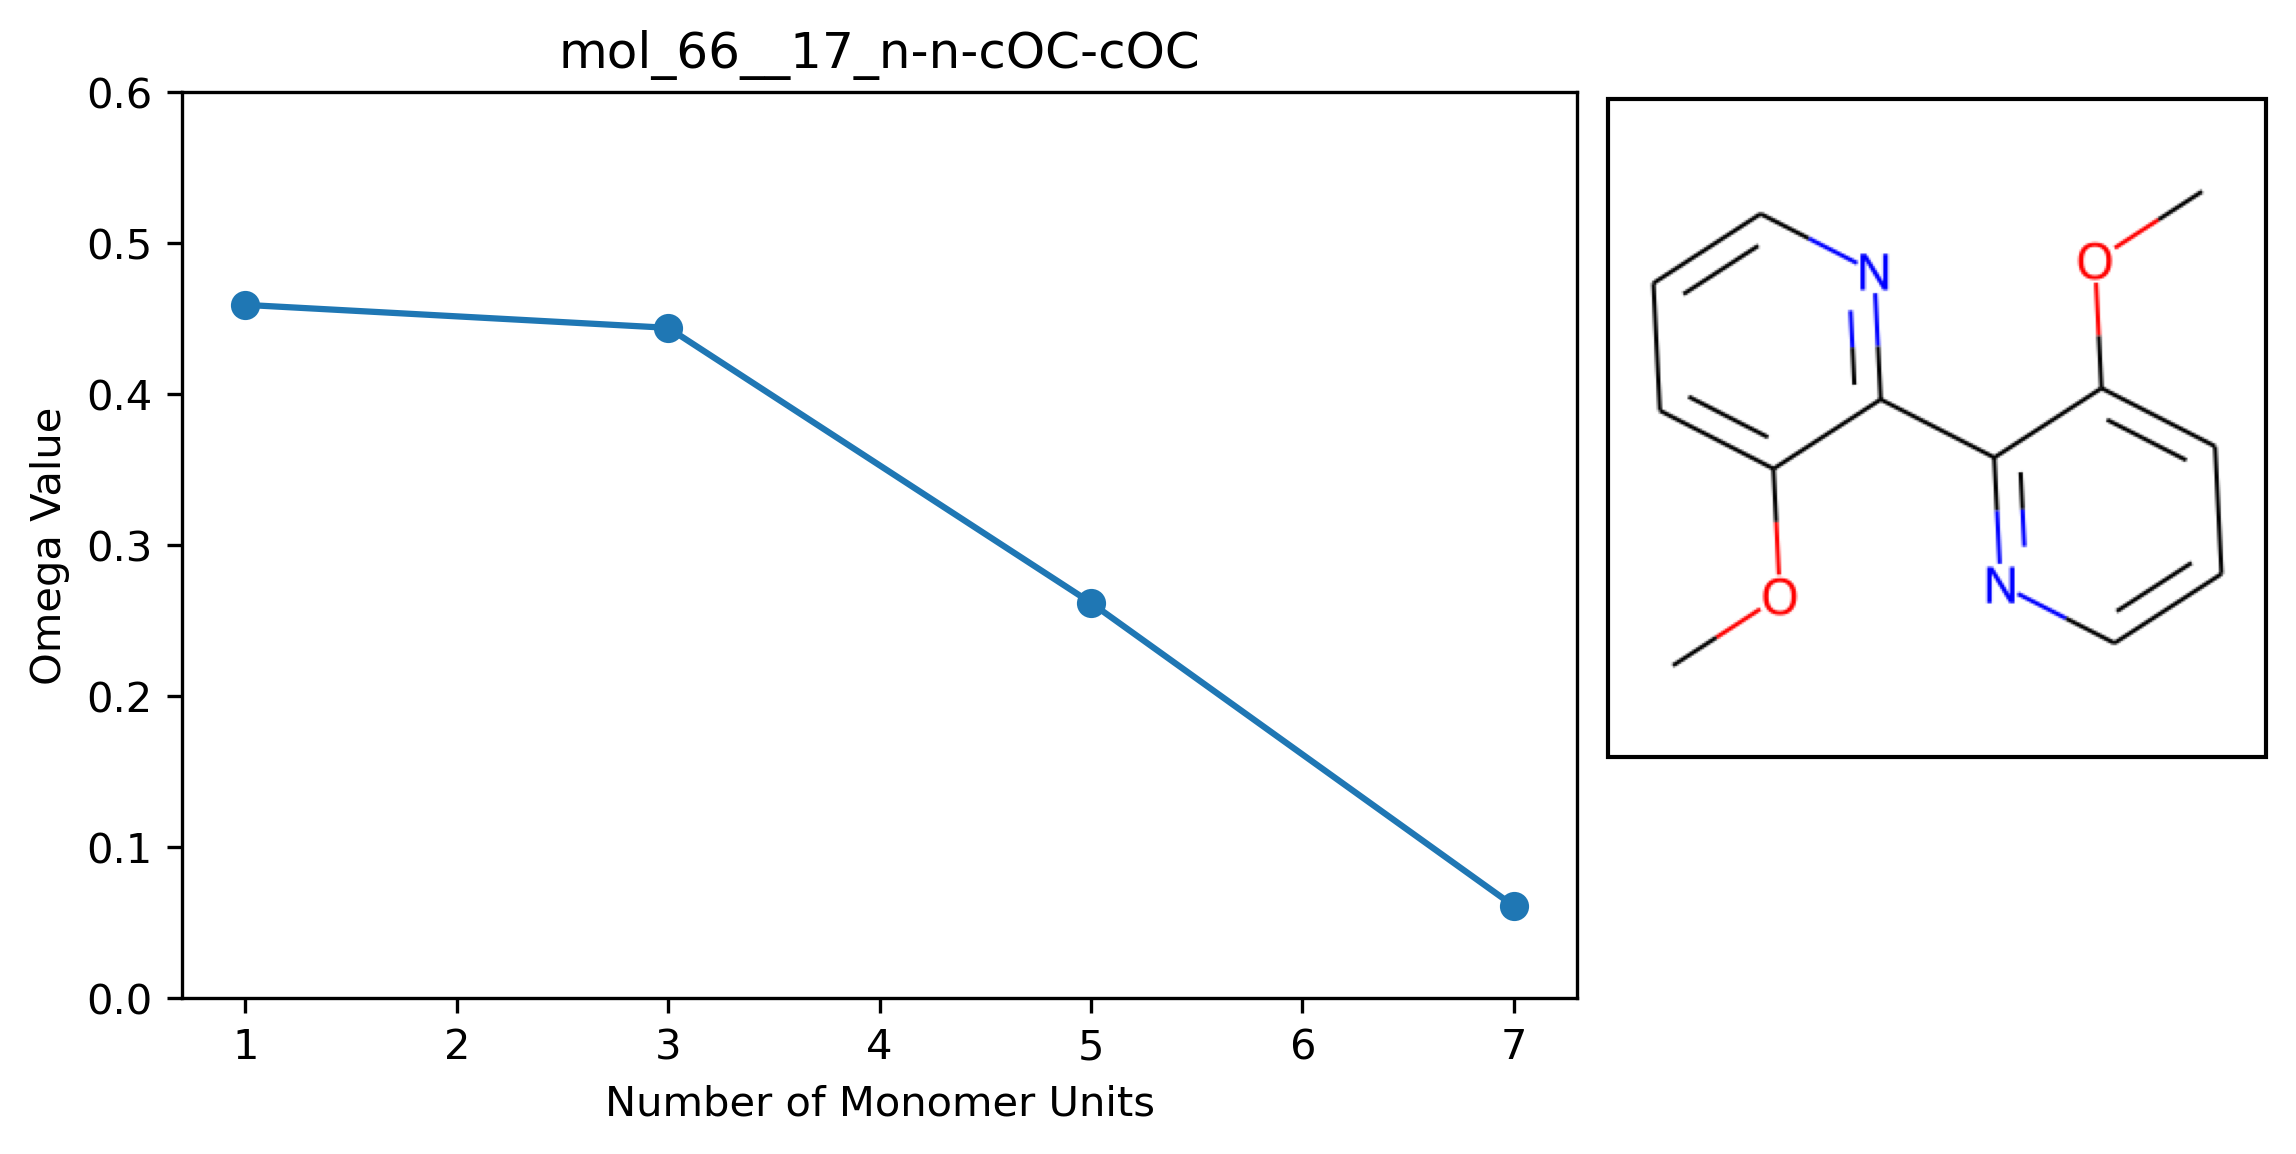 mol_66__17_n-n-cOC-cOC
0.6
0.5
0.4
0.3
0.2
0.1
0.0
Omega Value
1 2 3 4 5 6 7
Number of Monomer Units
N
O
O
N